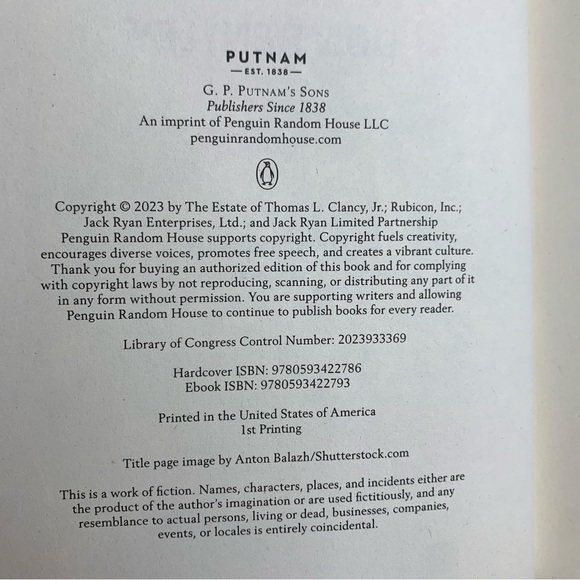 PUTNAM
— EST. 1838 —
G. P. Putnam's Sons
Publishers Since 1838
An imprint of Penguin Random House LLC
penguinrandomhouse.com
Copyright © 2023 by The Estate of Thomas L. Clancy, Jr.; Rubicon, Inc.;
Jack Ryan Enterprises, Ltd.; and Jack Ryan Limited Partnership
Penguin Random House supports copyright. Copyright fuels creativity,
encourages diverse voices, promotes free speech, and creates a vibrant culture.
Thank you for buying an authorized edition of this book and for complying
with copyright laws by not reproducing, scanning, or distributing any part of it
in any form without permission. You are supporting writers and allowing
Penguin Random House to continue to publish books for every reader.
Library of Congress Control Number: 2023933369
Hardcover ISBN: 9780593422786
Ebook ISBN: 9780593422793
Printed in the United States of America
1st Printing
Title page image by Anton Balazh/Shutterstock.com
This is a work of fiction. Names, characters, places, and incidents either are
the product of the author's imagination or are used fictitiously, and any
resemblance to actual persons, living or dead, businesses, companies,
events, or locales is entirely coincidental.